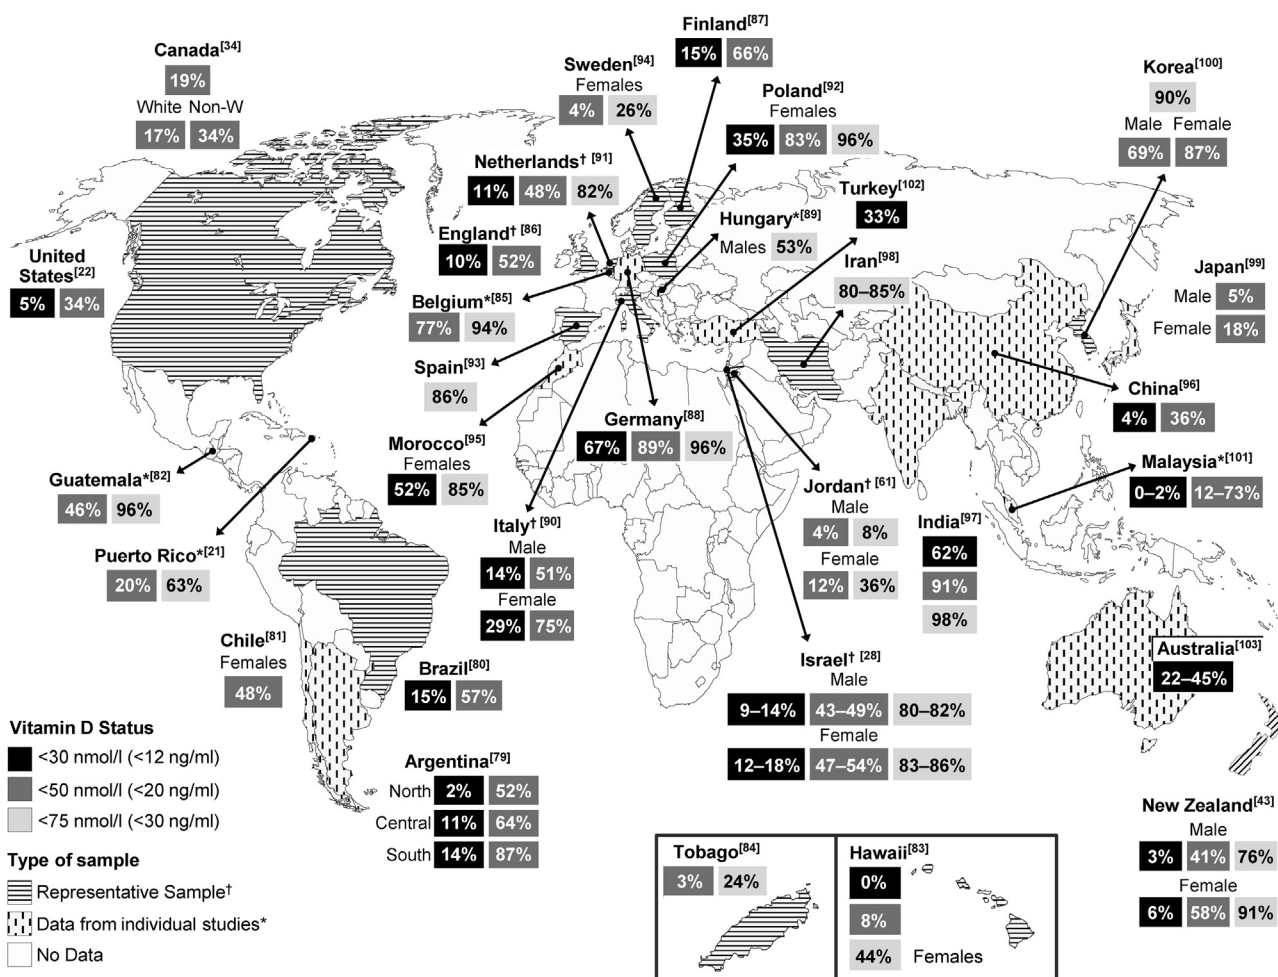 Canada[34]
19%
White Non-W
17% 34%
United
States[22]
5% 34%
Guatemala*[82]
46% 96%
Puerto Rico*[21]
20% 63%
Chile[81]
Females
48%
Brazil[80]
15% 57%
Argentina[79]
North 2% 52%
Central 11% 64%
South 14% 87%
Finland[87]
15% 66%
Sweden[94]
Females
4% 26%
Poland[92]
Females
35% 83% 96%
Netherlands† [91]
11% 48% 82%
England† [86]
10% 52%
Belgium*[85]
77% 94%
Spain[93]
86%
Morocco[95]
Females
52% 85%
Italy† [90]
Male
14% 51%
Female
29% 75%
Germany[88]
67% 89% 96%
Hungary*[89]
Males 53%
Turkey[102]
33%
Iran[98]
80–85%
Jordan† [61]
Male
4% 8%
Female
12% 36%
Israel† [28]
Male
9–14% 43–49% 80–82%
Female
12–18% 47–54% 83–86%
India[97]
62%
91%
98%
Korea[100]
90%
Male Female
69% 87%
Japan[99]
Male 5%
Female 18%
China[96]
4% 36%
Malaysia*[101]
0–2% 12–73%
Australia[103]
22–45%
New Zealand[43]
Male
3% 41% 76%
Female
6% 58% 91%
Tobago[84]
3% 24%
Hawaii[83]
0%
8%
44% Females
Vitamin D Status
<30 nmol/l (<12 ng/ml)
<50 nmol/l (<20 ng/ml)
<75 nmol/l (<30 ng/ml)
Type of sample
Representative Sample†
Data from individual studies*
No Data